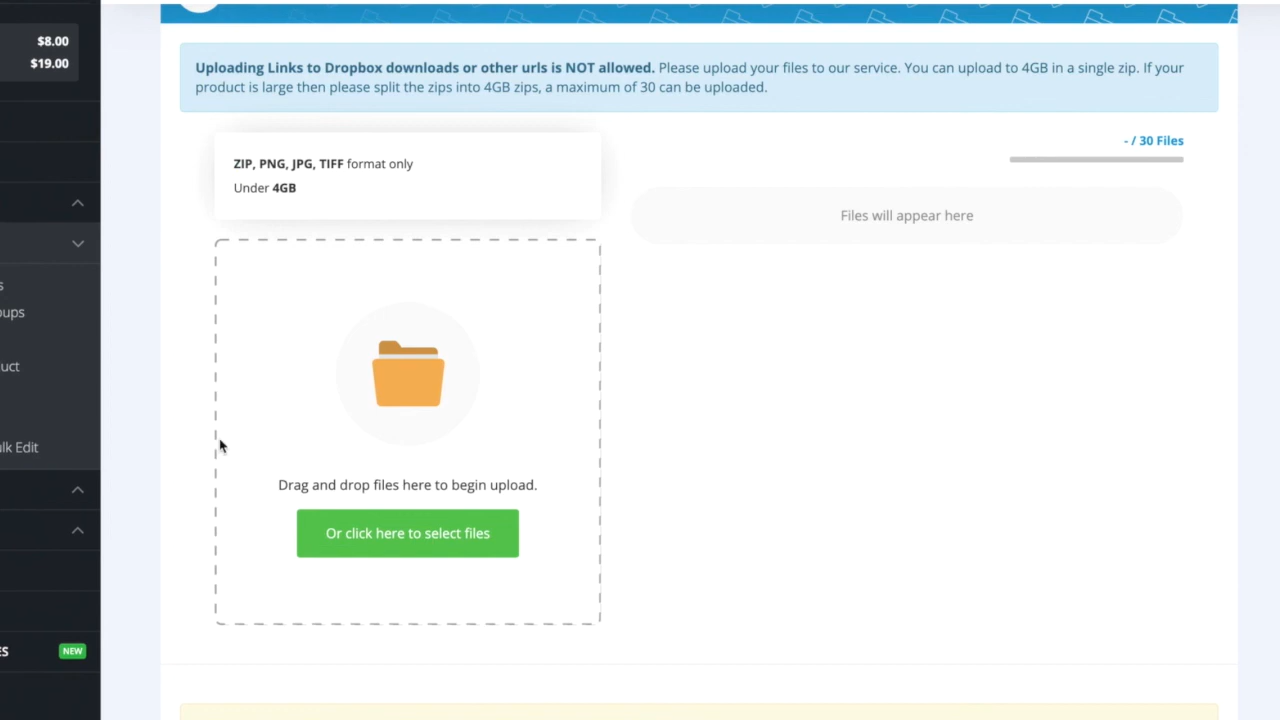 $8.00
$19.00
oups
uct
lk Edit
ES
NEW
Uploading Links to Dropbox downloads or other urls is NOT allowed. Please upload your files to our service. You can upload to 4GB in a single zip. If your
product is large then please split the zips into 4GB zips, a maximum of 30 can be uploaded.
ZIP, PNG, JPG, TIFF format only
Under 4GB
- / 30 Files
Files will appear here
Drag and drop files here to begin upload.
Or click here to select files